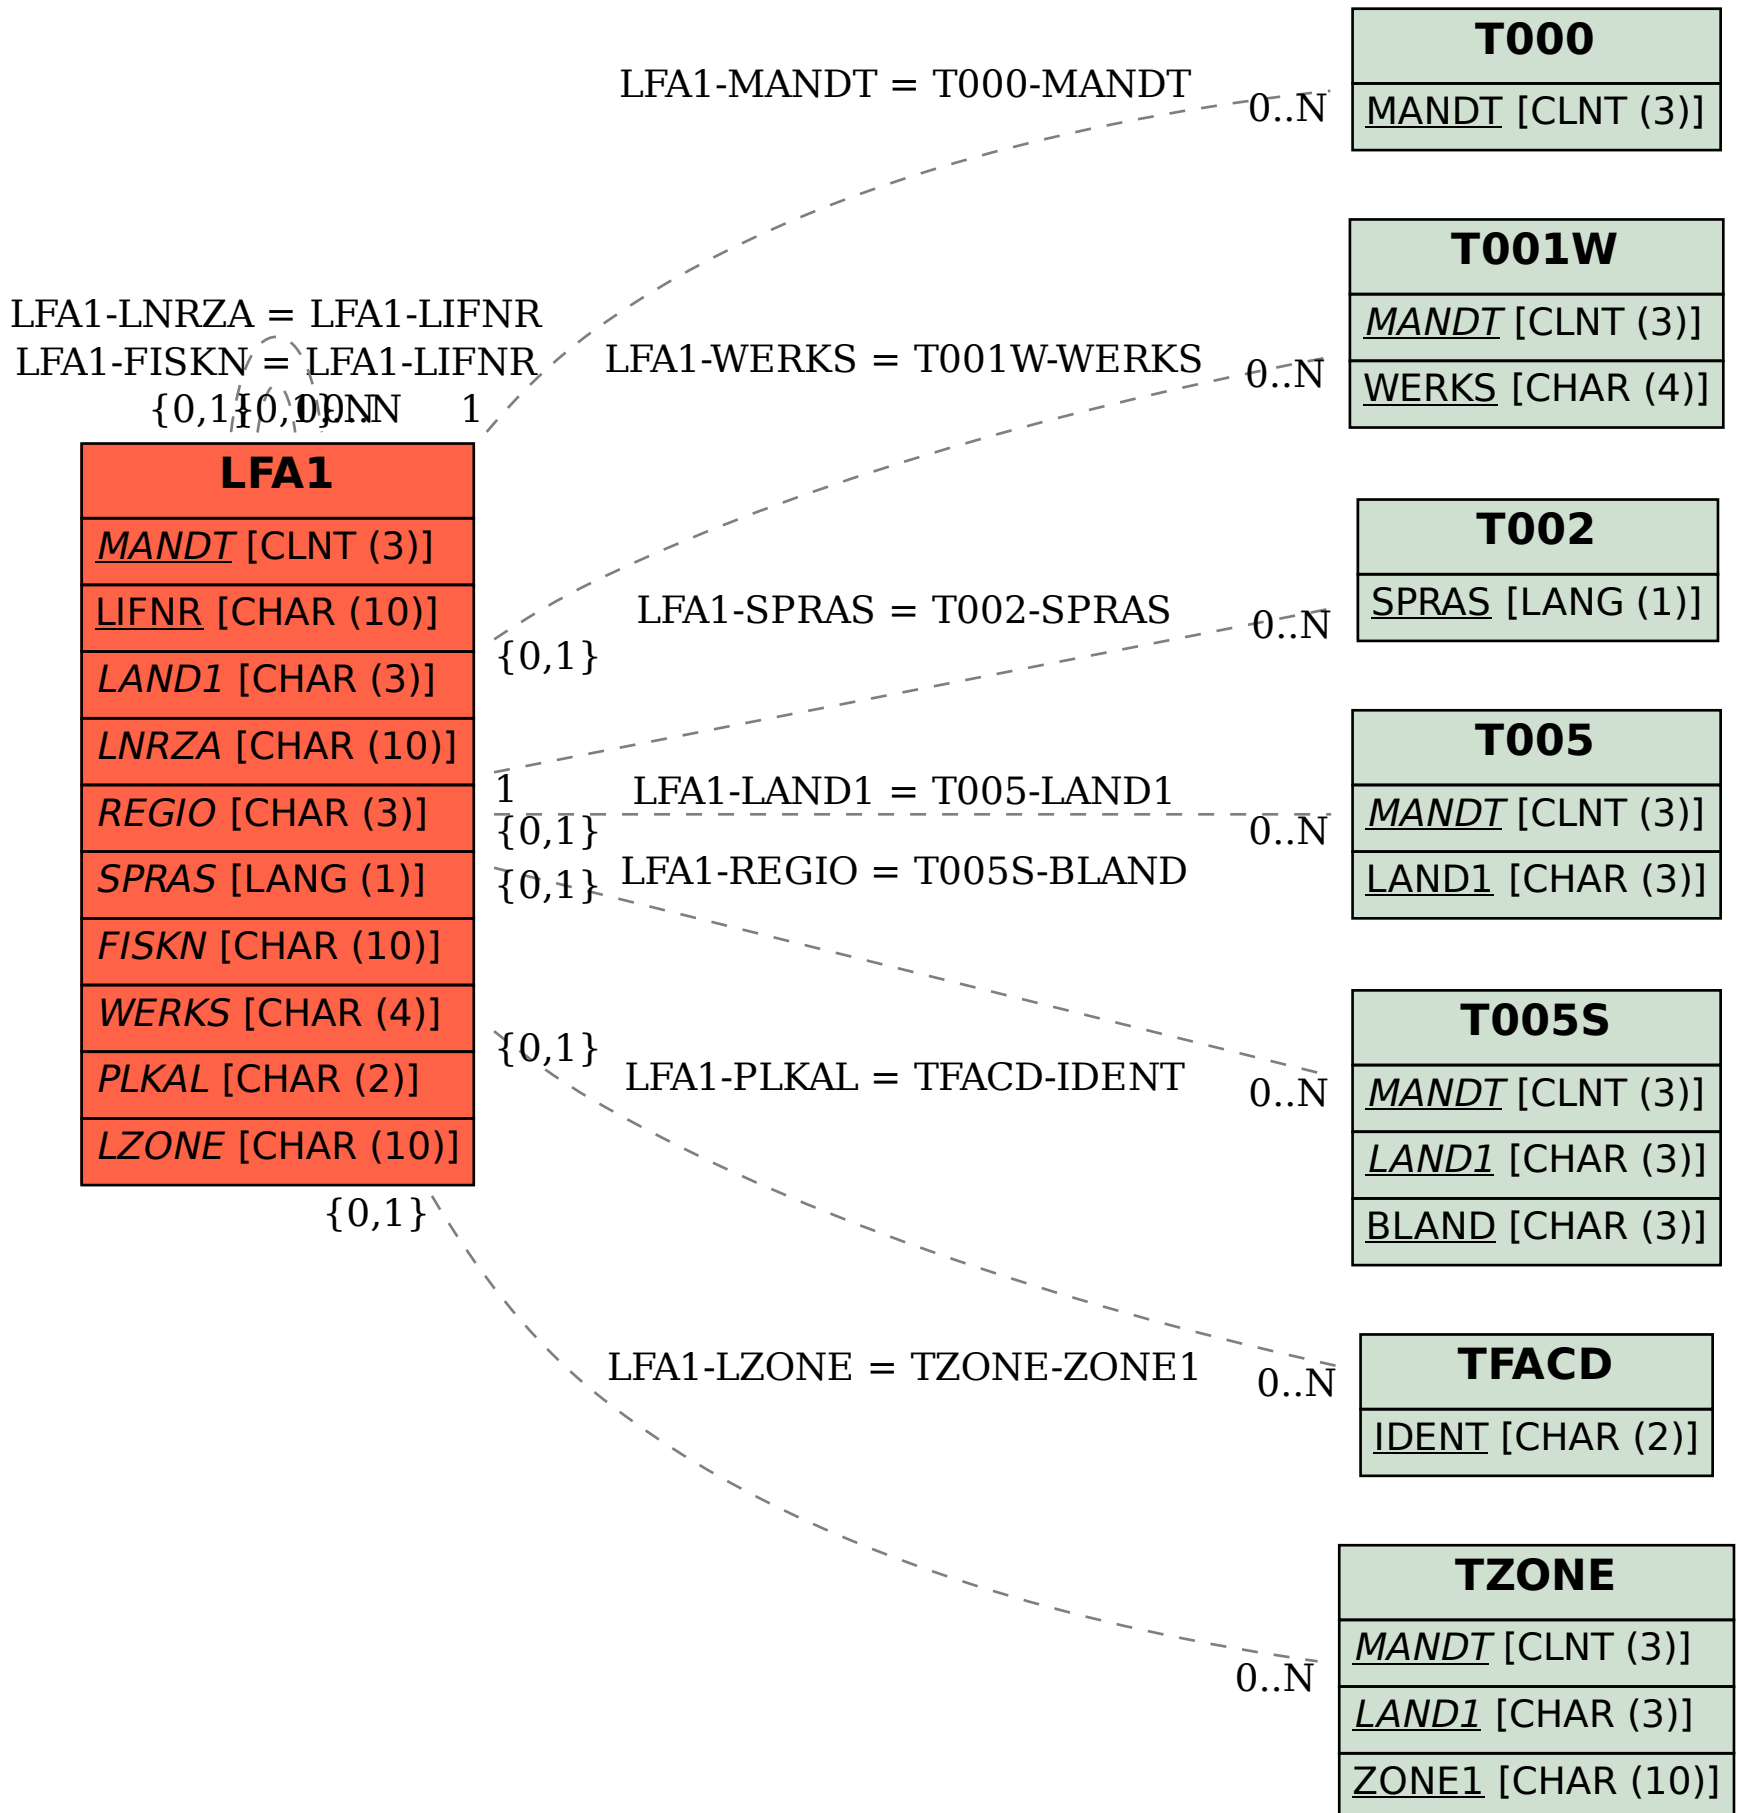 T000
MANDT [CLNT (3)]
LFA1-MANDT = T000-MANDT
0..N
T001W
MANDT [CLNT (3)]
WERKS [CHAR (4)]
LFA1-LNRZA = LFA1-LIFNR
LFA1-FISKN = LFA1-LIFNR
{0,1}
{0,1}
0..N
0..N
1
LFA1-WERKS = T001W-WERKS
0..N
LFA1
MANDT [CLNT (3)]
LIFNR [CHAR (10)]
LAND1 [CHAR (3)]
LNRZA [CHAR (10)]
REGIO [CHAR (3)]
SPRAS [LANG (1)]
FISKN [CHAR (10)]
WERKS [CHAR (4)]
PLKAL [CHAR (2)]
LZONE [CHAR (10)]
T002
SPRAS [LANG (1)]
LFA1-SPRAS = T002-SPRAS
0..N
{0,1}
T005
MANDT [CLNT (3)]
LAND1 [CHAR (3)]
1
LFA1-LAND1 = T005-LAND1
{0,1}
0..N
{0,1}
LFA1-REGIO = T005S-BLAND
T005S
MANDT [CLNT (3)]
LAND1 [CHAR (3)]
BLAND [CHAR (3)]
{0,1}
LFA1-PLKAL = TFACD-IDENT
0..N
{0,1}
TFACD
IDENT [CHAR (2)]
LFA1-LZONE = TZONE-ZONE1
0..N
TZONE
MANDT [CLNT (3)]
LAND1 [CHAR (3)]
ZONE1 [CHAR (10)]
0..N